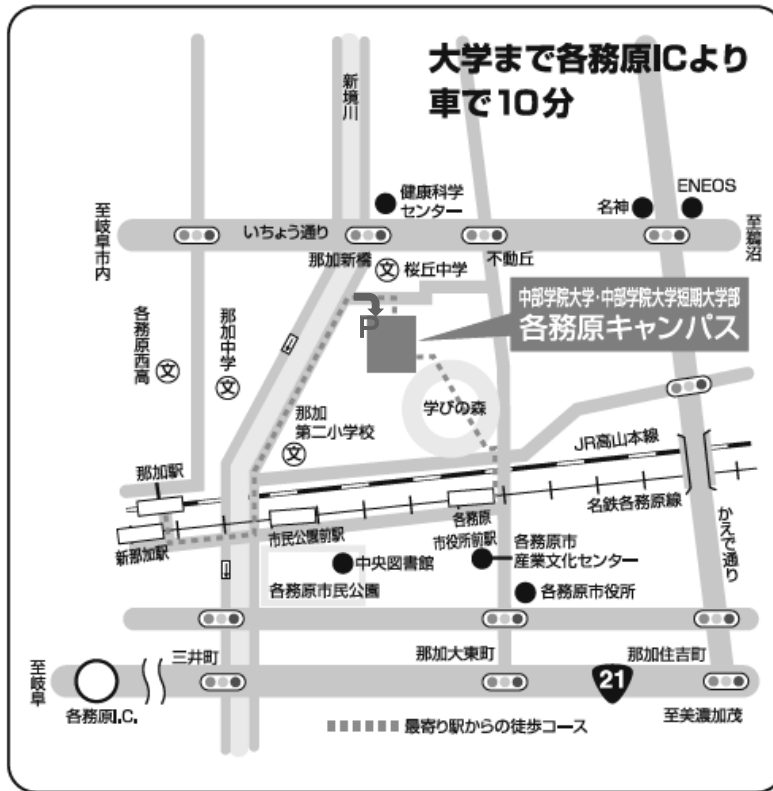 大学まで各務原ICより
車で10分
新境川
健康科学
センター
名神
ENEOS
至岐阜市内
いちょう通り
至鵜沼
那加新橋
不動丘
文
桜丘中学
中部学院大学・中部学院大学短期大学部
各務原キャンパス
P
各務原西高
文
那加中学
文
学びの森
那加
第二小学校
文
JR高山本線
那加駅
名鉄各務原線
新那加駅
市民公園前駅
各務原
市役所前駅
かえで通り
中央図書館
各務原市
産業文化センター
各務原市民公園
各務原市役所
三井町
那加大東町
那加住吉町
至岐阜
21
各務原I.C.
至美濃加茂
最寄り駅からの徒歩コース